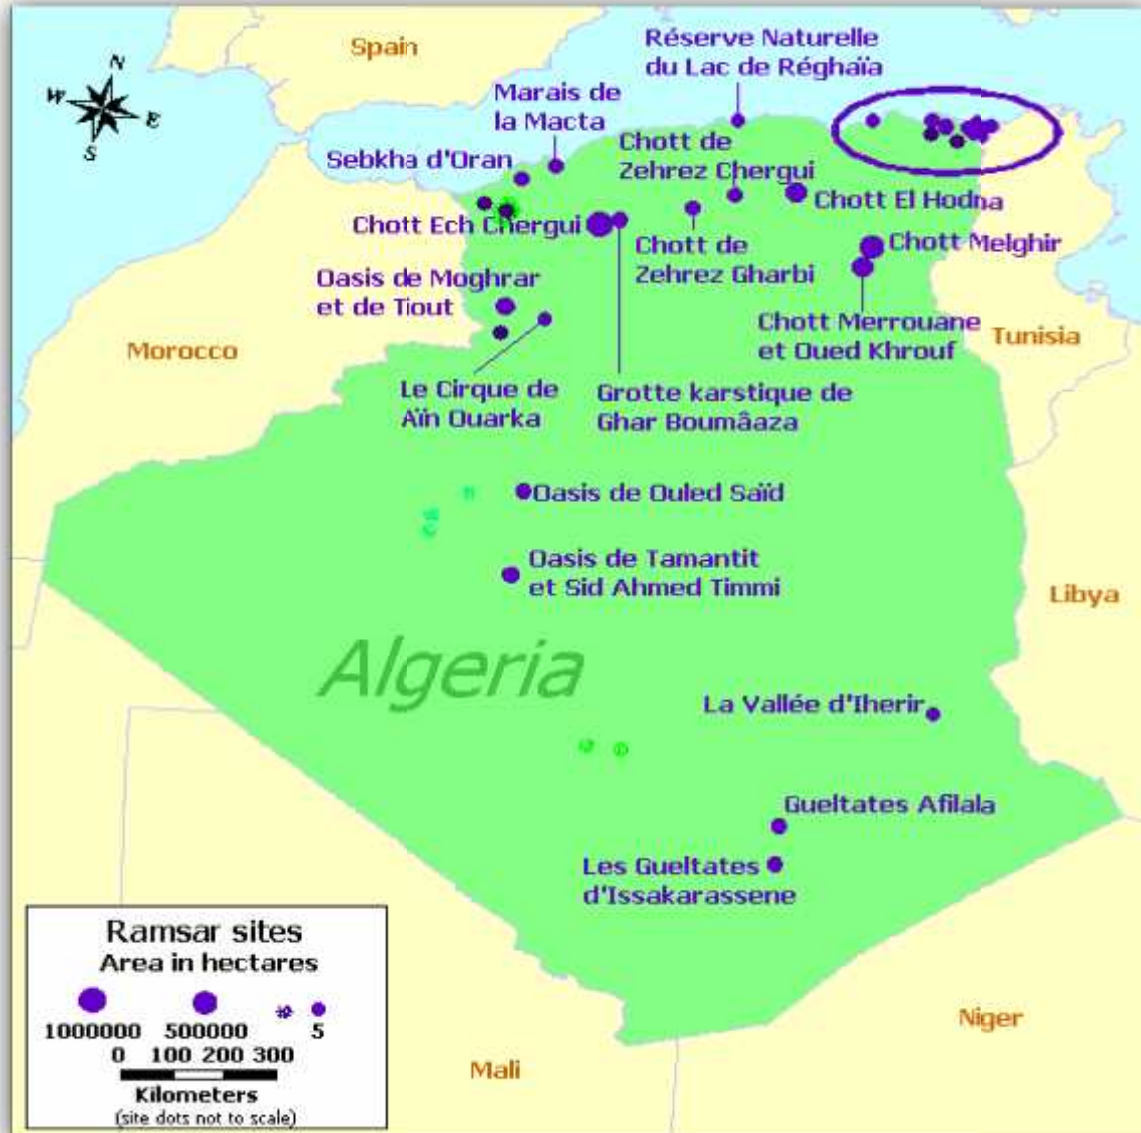 Spain
Réserve Naturelle
du Lac de Réghaïa
N
W
E
S
Marais de
la Macta
Sebkha d'Oran
Chott de
Zehrez Chergui
Chott El Hodna
Chott Ech Chergui
Chott Melghir
Chott de
Zehrez Gharbi
Oasis de Moghrar
et de Tiout
Chott Merrouane
et Oued Khrouf
Tunisia
Morocco
Le Cirque de
Aïn Ouarka
Grotte karstique de
Ghar Boumâaza
Oasis de Ouled Saïd
Oasis de Tamantit
et Sid Ahmed Timmi
Libya
Algeria
La Vallée d'Iherir
Gueltates Afilala
Les Gueltates
d'Issakarassene
Ramsar sites
Area in hectares
1000000 500000 5
0 100 200 300
Kilometers
(site dots not to scale)
Niger
Mali